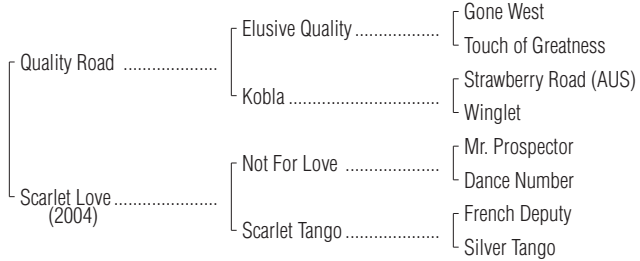 Gone West
Elusive Quality ....................
Touch of Greatness
Quality Road ......................
Strawberry Road (AUS)
Kobla ....................................
Winglet
Mr. Prospector
Not For Love ......................
Dance Number
Scarlet Love ........................
(2004)
French Deputy
Scarlet Tango ......................
Silver Tango